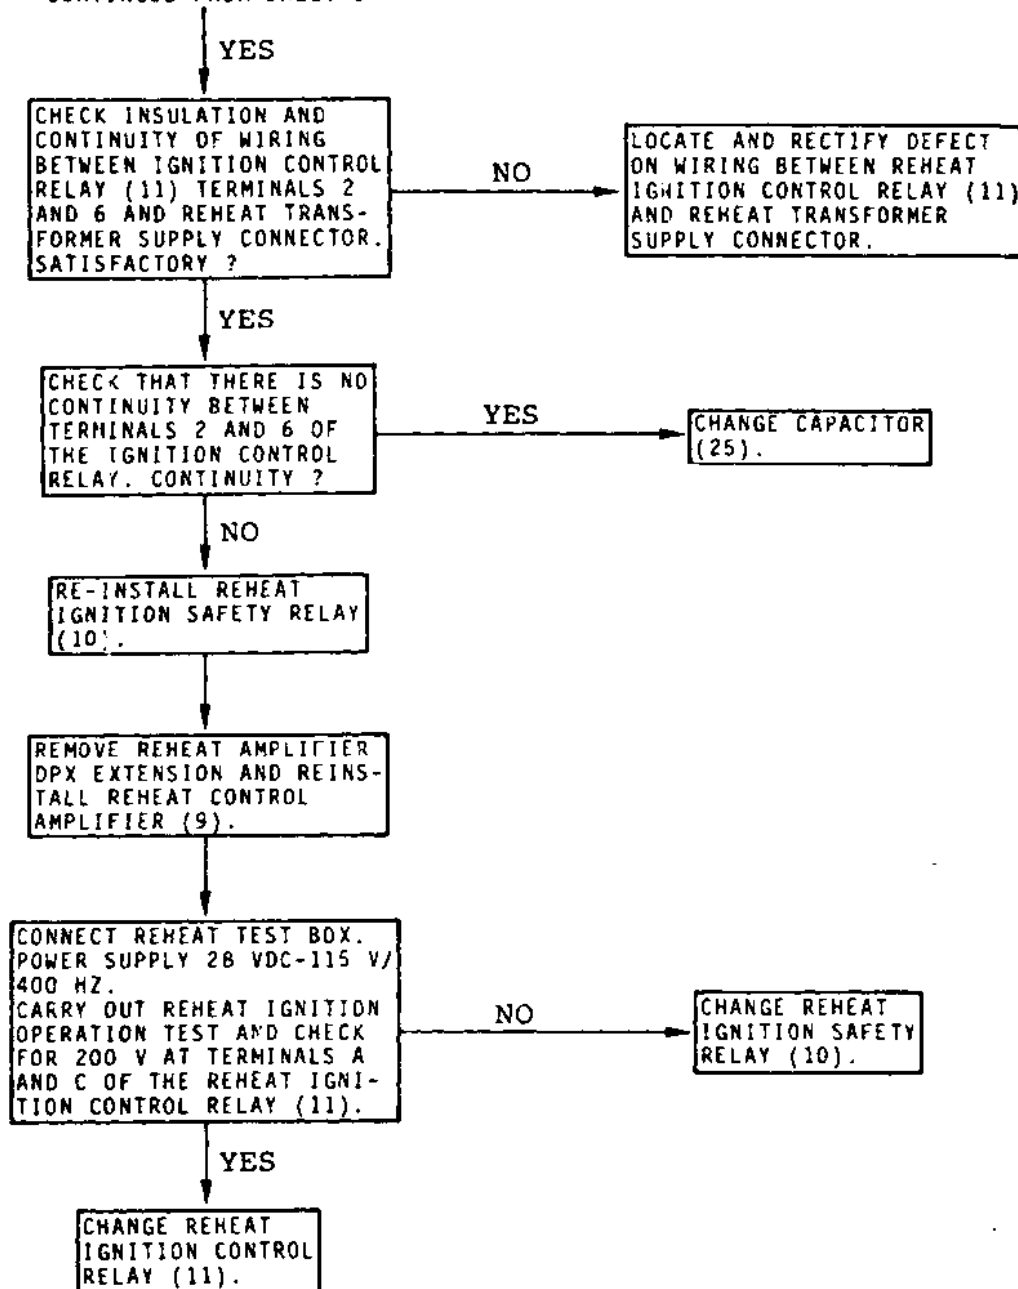 YES
CHECK INSULATION AND
CONTINUITY OF WIRING
BETWEEN IGNITION CONTROL
RELAY (11) TERMINALS 2
AND 6 AND REHEAT TRANS-
FORMER SUPPLY CONNECTOR.
SATISFACTORY ?
NO
LOCATE AND RECTIFY DEFECT
ON WIRING BETWEEN REHEAT
IGNITION CONTROL RELAY (11)
AND REHEAT TRANSFORMER
SUPPLY CONNECTOR.
YES
CHECK THAT THERE IS NO
CONTINUITY BETWEEN
TERMINALS 2 AND 6 OF
THE IGNITION CONTROL
RELAY. CONTINUITY ?
YES
CHANGE CAPACITOR
(25).
NO
RE-INSTALL REHEAT
IGNITION SAFETY RELAY
(10).
REMOVE REHEAT AMPLIFIER
DPX EXTENSION AND REINS-
TALL REHEAT CONTROL
AMPLIFIER (9).
CONNECT REHEAT TEST BOX.
POWER SUPPLY 28 VDC-115 V/
400 HZ.
CARRY OUT REHEAT IGNITION
OPERATION TEST AND CHECK
FOR 200 V AT TERMINALS A
AND C OF THE REHEAT IGNI-
TION CONTROL RELAY (11).
NO
CHANGE REHEAT
IGNITION SAFETY
RELAY (10).
YES
CHANGE REHEAT
IGNITION CONTROL
RELAY (11).